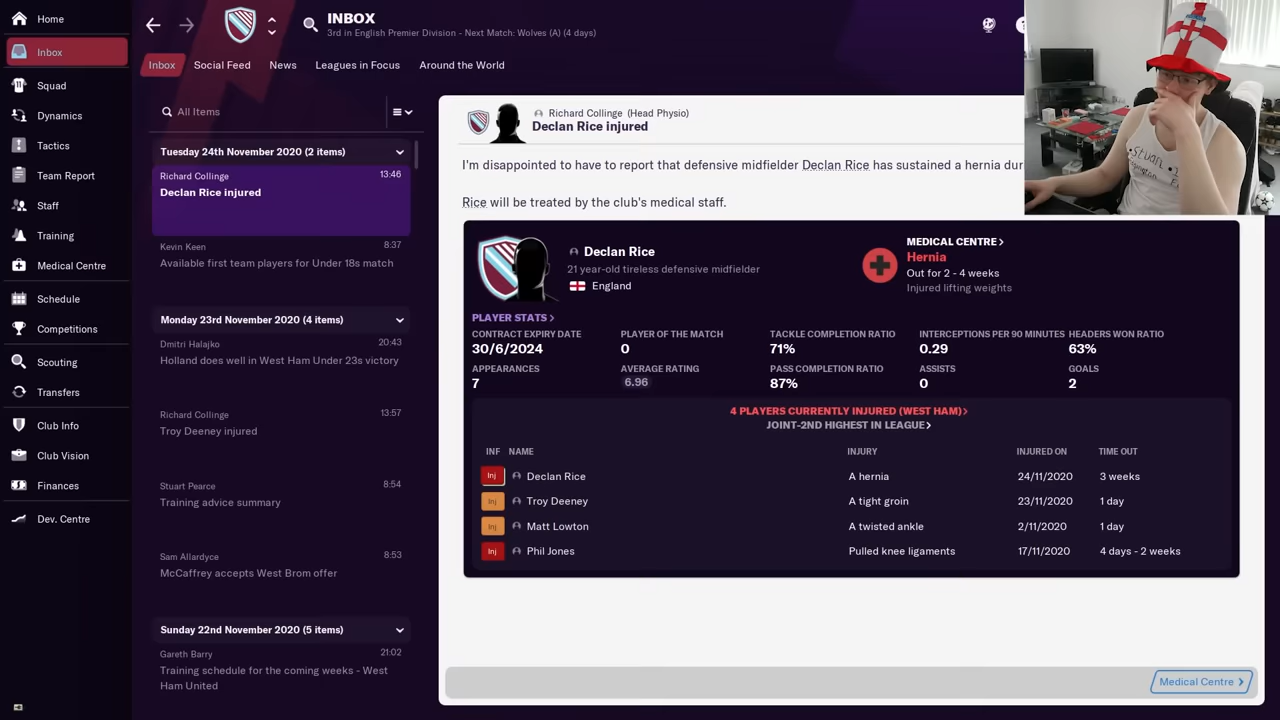 Home
Inbox
Squad
Dynamics
Tactics
Team Report
Staff
Training
Medical Centre
Schedule
Competitions
Scouting
Transfers
Club Info
Club Vision
Finances
Dev. Centre
INBOX
3rd in English Premier Division - Next Match: Wolves (A) (4 days)
Inbox Social Feed News Leagues in Focus Around the World
All Items
Tuesday 24th November 2020 (2 items)
Richard Collinge 13:46
Declan Rice injured
Kevin Keen 8:37
Available first team players for Under 18s match
Monday 23rd November 2020 (4 items)
Dmitri Halajko 20:43
Holland does well in West Ham Under 23s victory
Richard Collinge 13:57
Troy Deeney injured
Stuart Pearce 8:54
Training advice summary
Sam Allardyce 8:53
McCaffrey accepts West Brom offer
Sunday 22nd November 2020 (5 items)
Gareth Barry 21:02
Training schedule for the coming weeks - West
Ham United
Richard Collinge (Head Physio)
Declan Rice injured
I'm disappointed to have to report that defensive midfielder Declan Rice has sustained a hernia dur
Rice will be treated by the club's medical staff.
Declan Rice
21 year-old tireless defensive midfielder
England
MEDICAL CENTRE >
Hernia
Out for 2 - 4 weeks
Injured lifting weights
PLAYER STATS >
CONTRACT EXPIRY DATE PLAYER OF THE MATCH TACKLE COMPLETION RATIO INTERCEPTIONS PER 90 MINUTES HEADERS WON RATIO
30/6/2024 0 71% 0.29 63%
APPEARANCES AVERAGE RATING PASS COMPLETION RATIO ASSISTS GOALS
7 6.96 87% 0 2
4 PLAYERS CURRENTLY INJURED (WEST HAM) >
JOINT-2ND HIGHEST IN LEAGUE >
INF NAME INJURY INJURED ON TIME OUT
Inj Declan Rice A hernia 24/11/2020 3 weeks
Inj Troy Deeney A tight groin 23/11/2020 1 day
Inj Matt Lowton A twisted ankle 2/11/2020 1 day
Inj Phil Jones Pulled knee ligaments 17/11/2020 4 days - 2 weeks
Medical Centre >